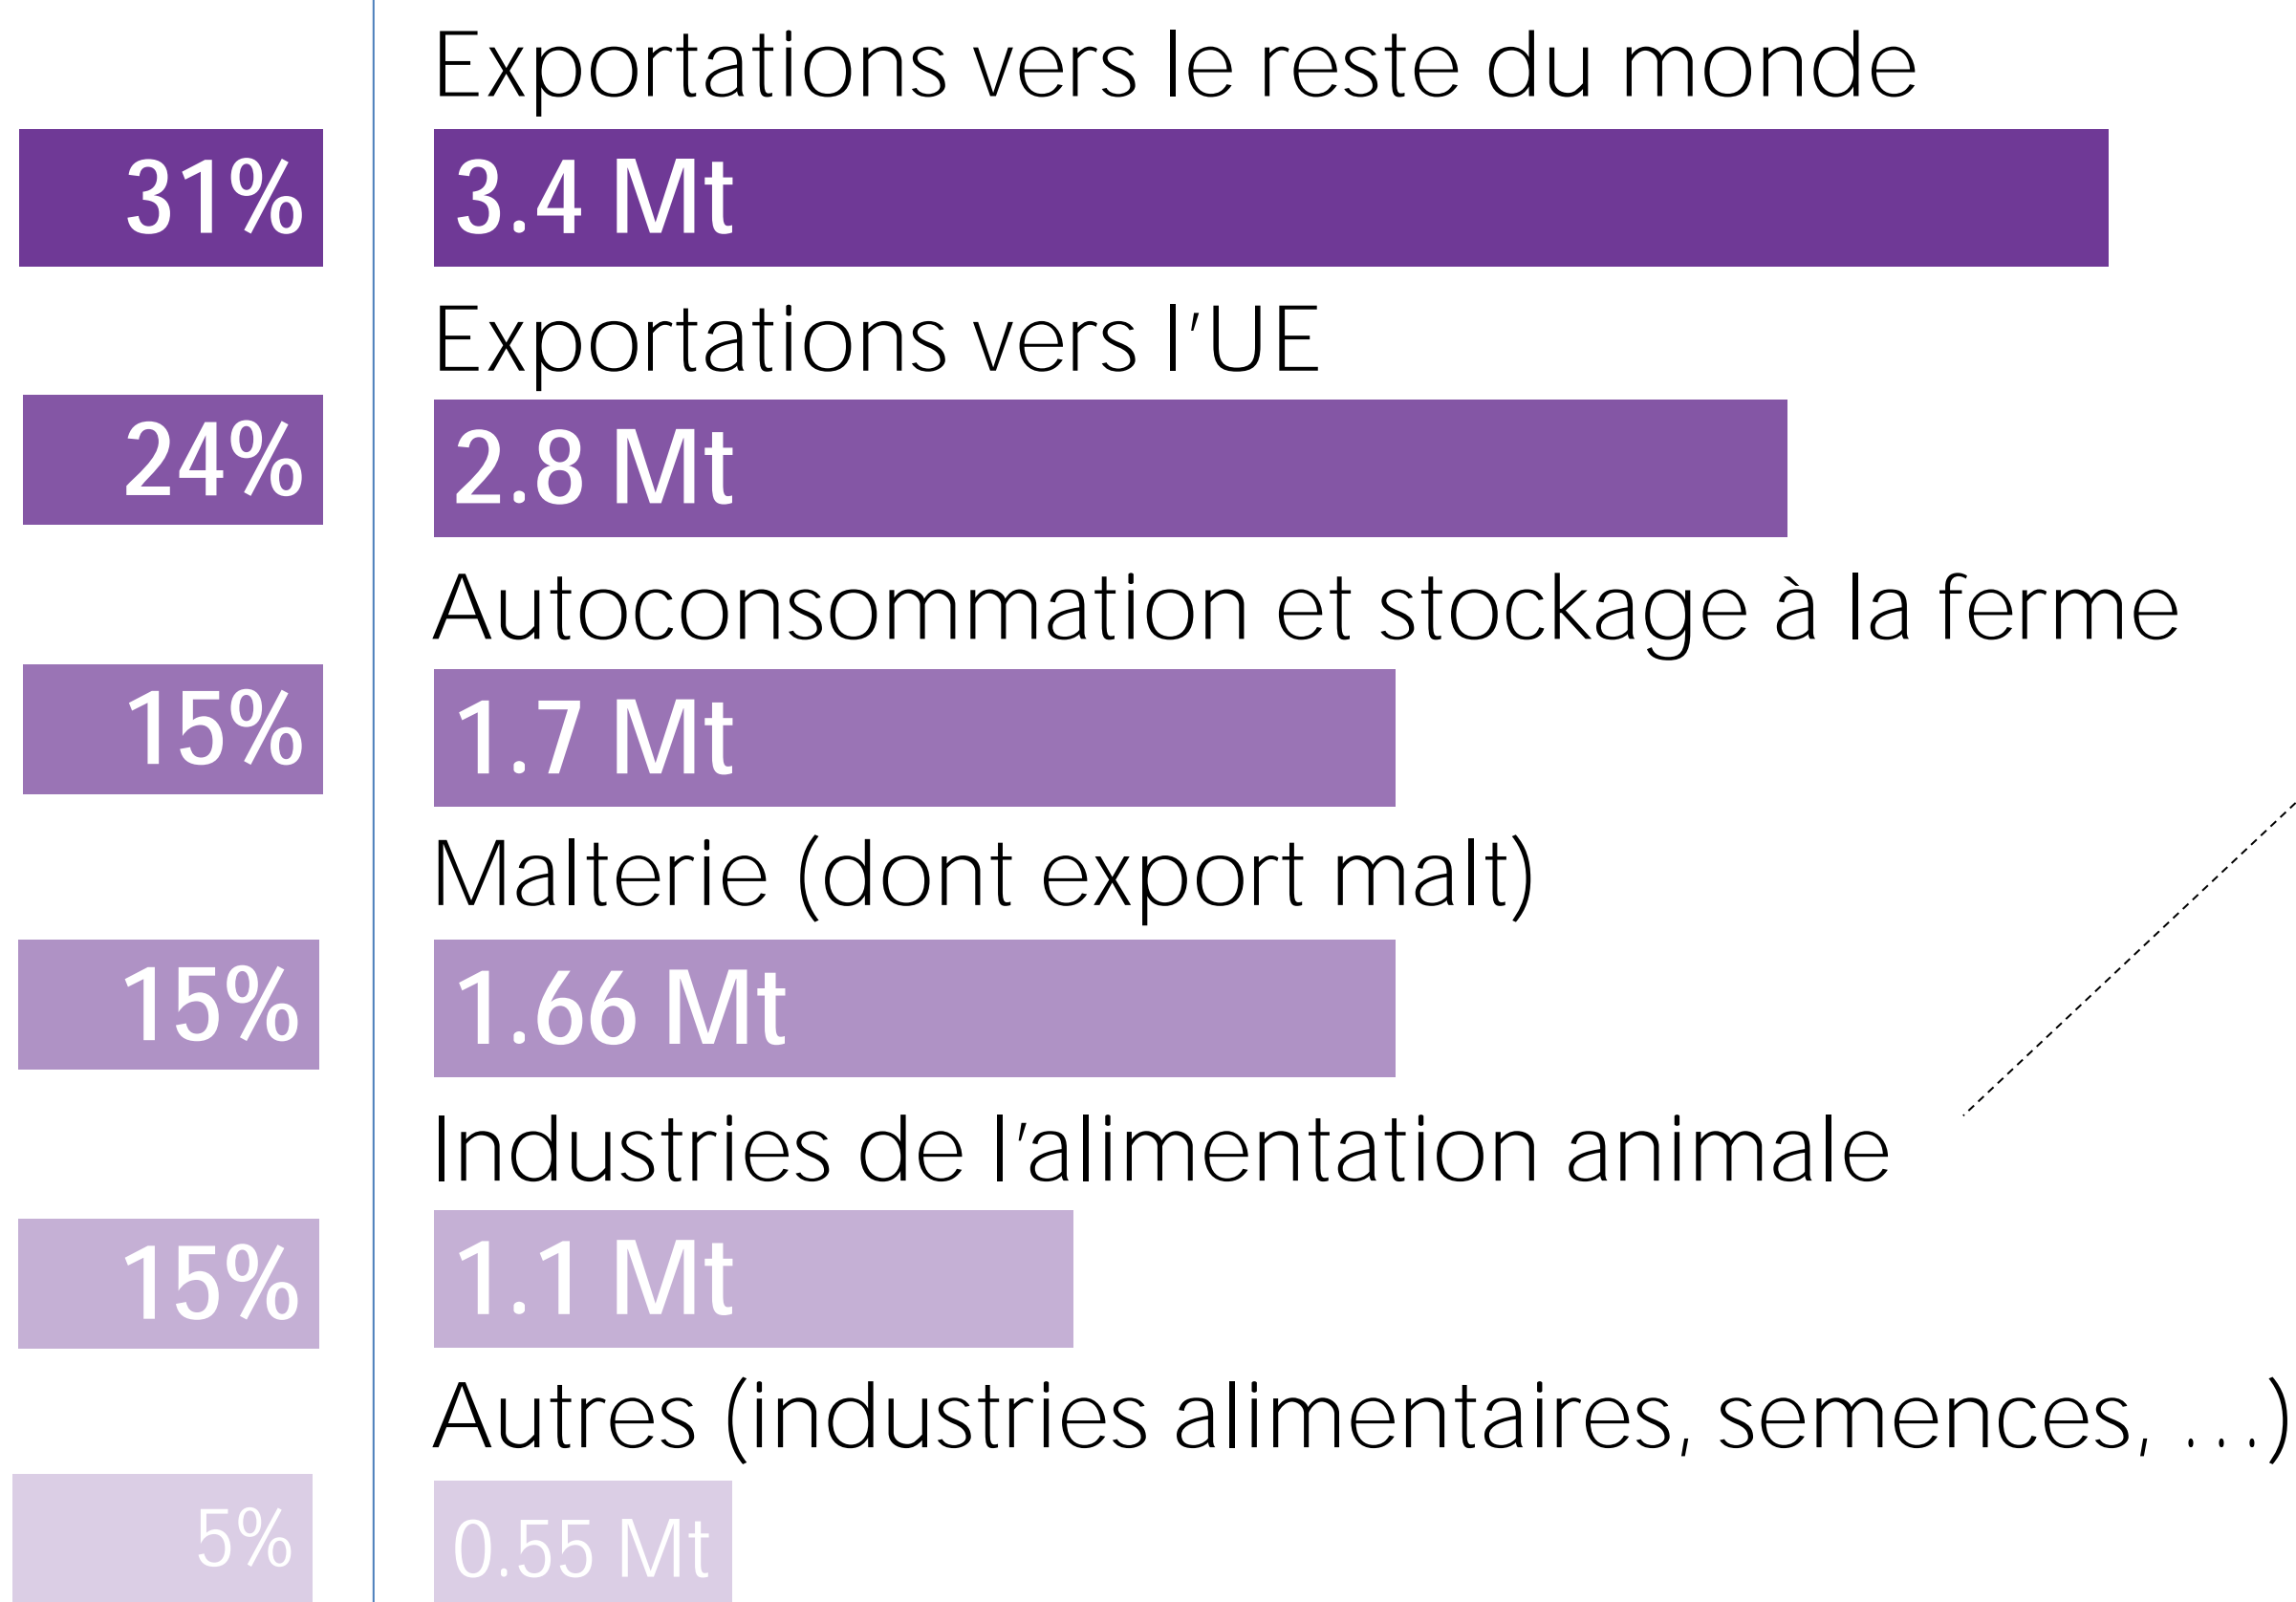 Exportations vers le reste du monde
31%
3.4 Mt
Exportations vers l'UE
24%
2.8 Mt
Autoconsommation et stockage à la ferme
15%
1.7 Mt
Malterie (dont export malt)
15%
1.66 Mt
Industries de l'alimentation animale
15%
1.1 Mt
Autres (industries alimentaires, semences, ...)
5%
0.55 Mt